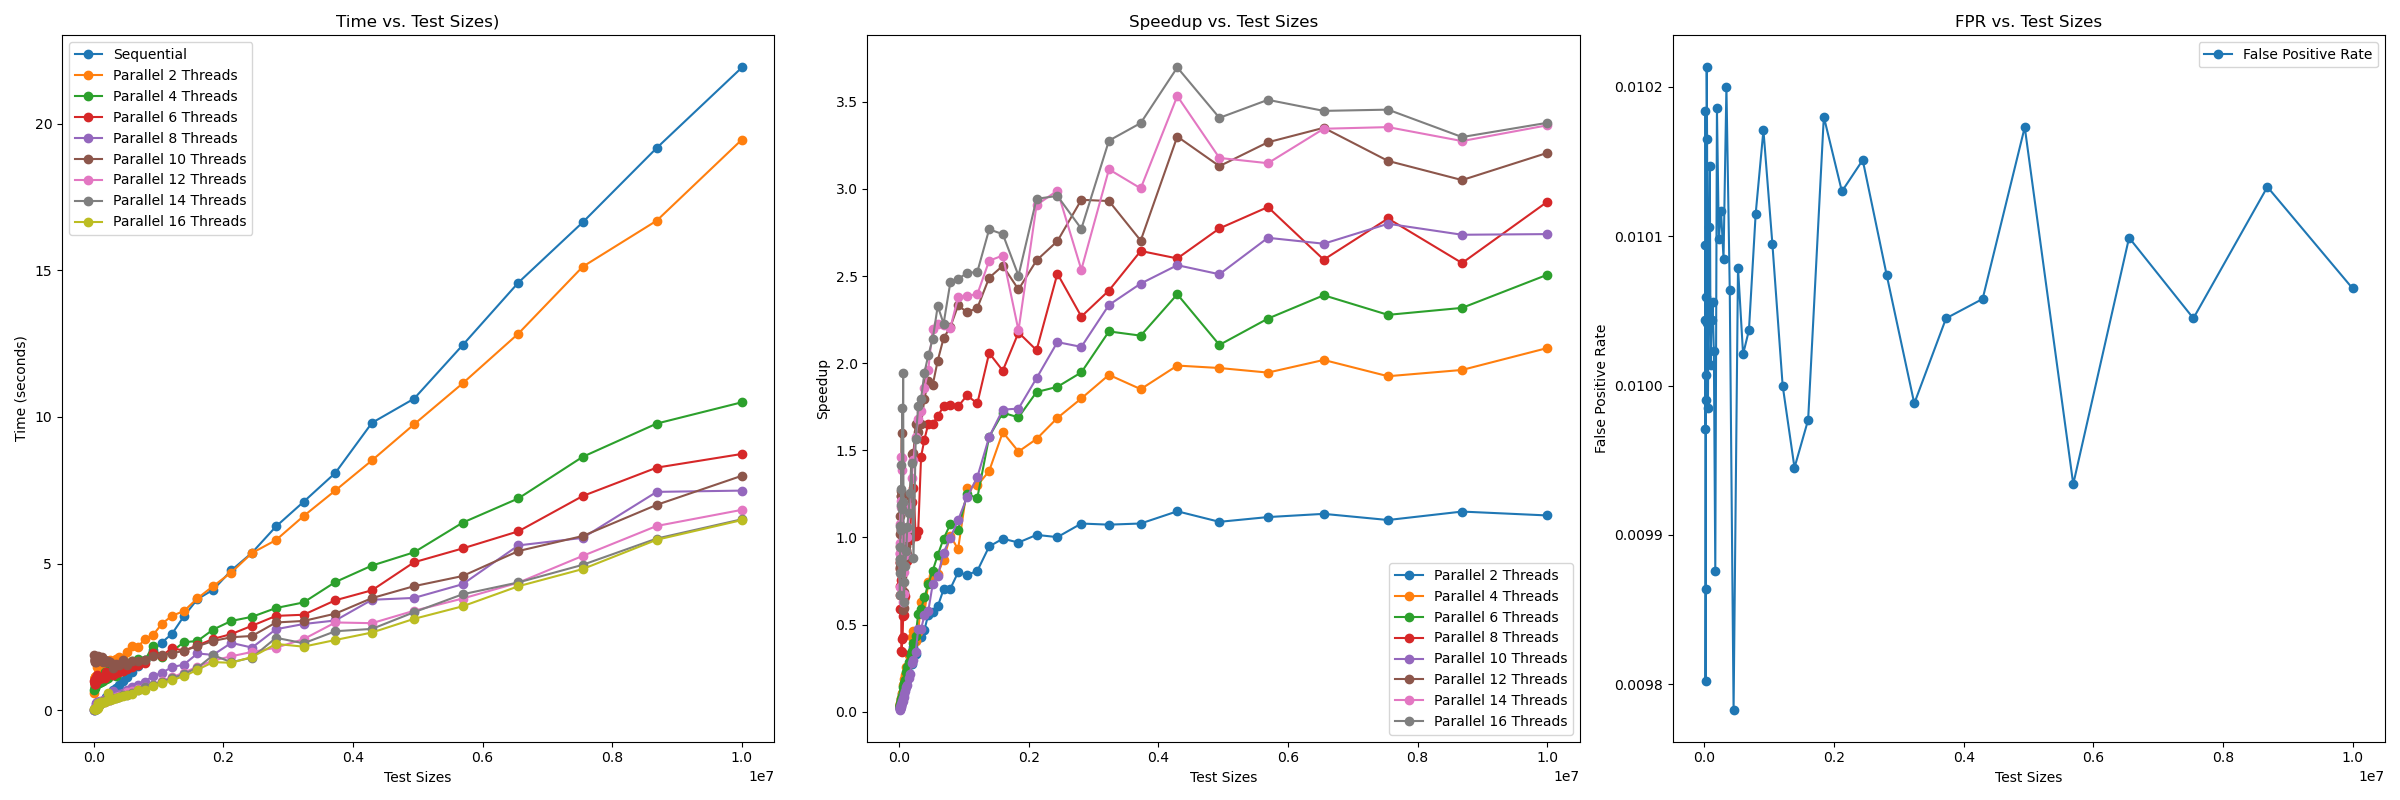 Time vs. Test Sizes)
Sequential
Parallel 2 Threads
Parallel 4 Threads
Parallel 6 Threads
Parallel 8 Threads
Parallel 10 Threads
Parallel 12 Threads
Parallel 14 Threads
Parallel 16 Threads
20
15
10
5
0
Time (seconds)
0.0 0.2 0.4 0.6 0.8 1.0
1e7
Test Sizes
Speedup vs. Test Sizes
3.5
3.0
2.5
2.0
1.5
1.0
0.5
0.0
Speedup
Parallel 2 Threads
Parallel 4 Threads
Parallel 6 Threads
Parallel 8 Threads
Parallel 10 Threads
Parallel 12 Threads
Parallel 14 Threads
Parallel 16 Threads
0.0 0.2 0.4 0.6 0.8 1.0
1e7
Test Sizes
FPR vs. Test Sizes
False Positive Rate
0.0102
0.0101
0.0100
0.0099
0.0098
False Positive Rate
0.0 0.2 0.4 0.6 0.8 1.0
1e7
Test Sizes